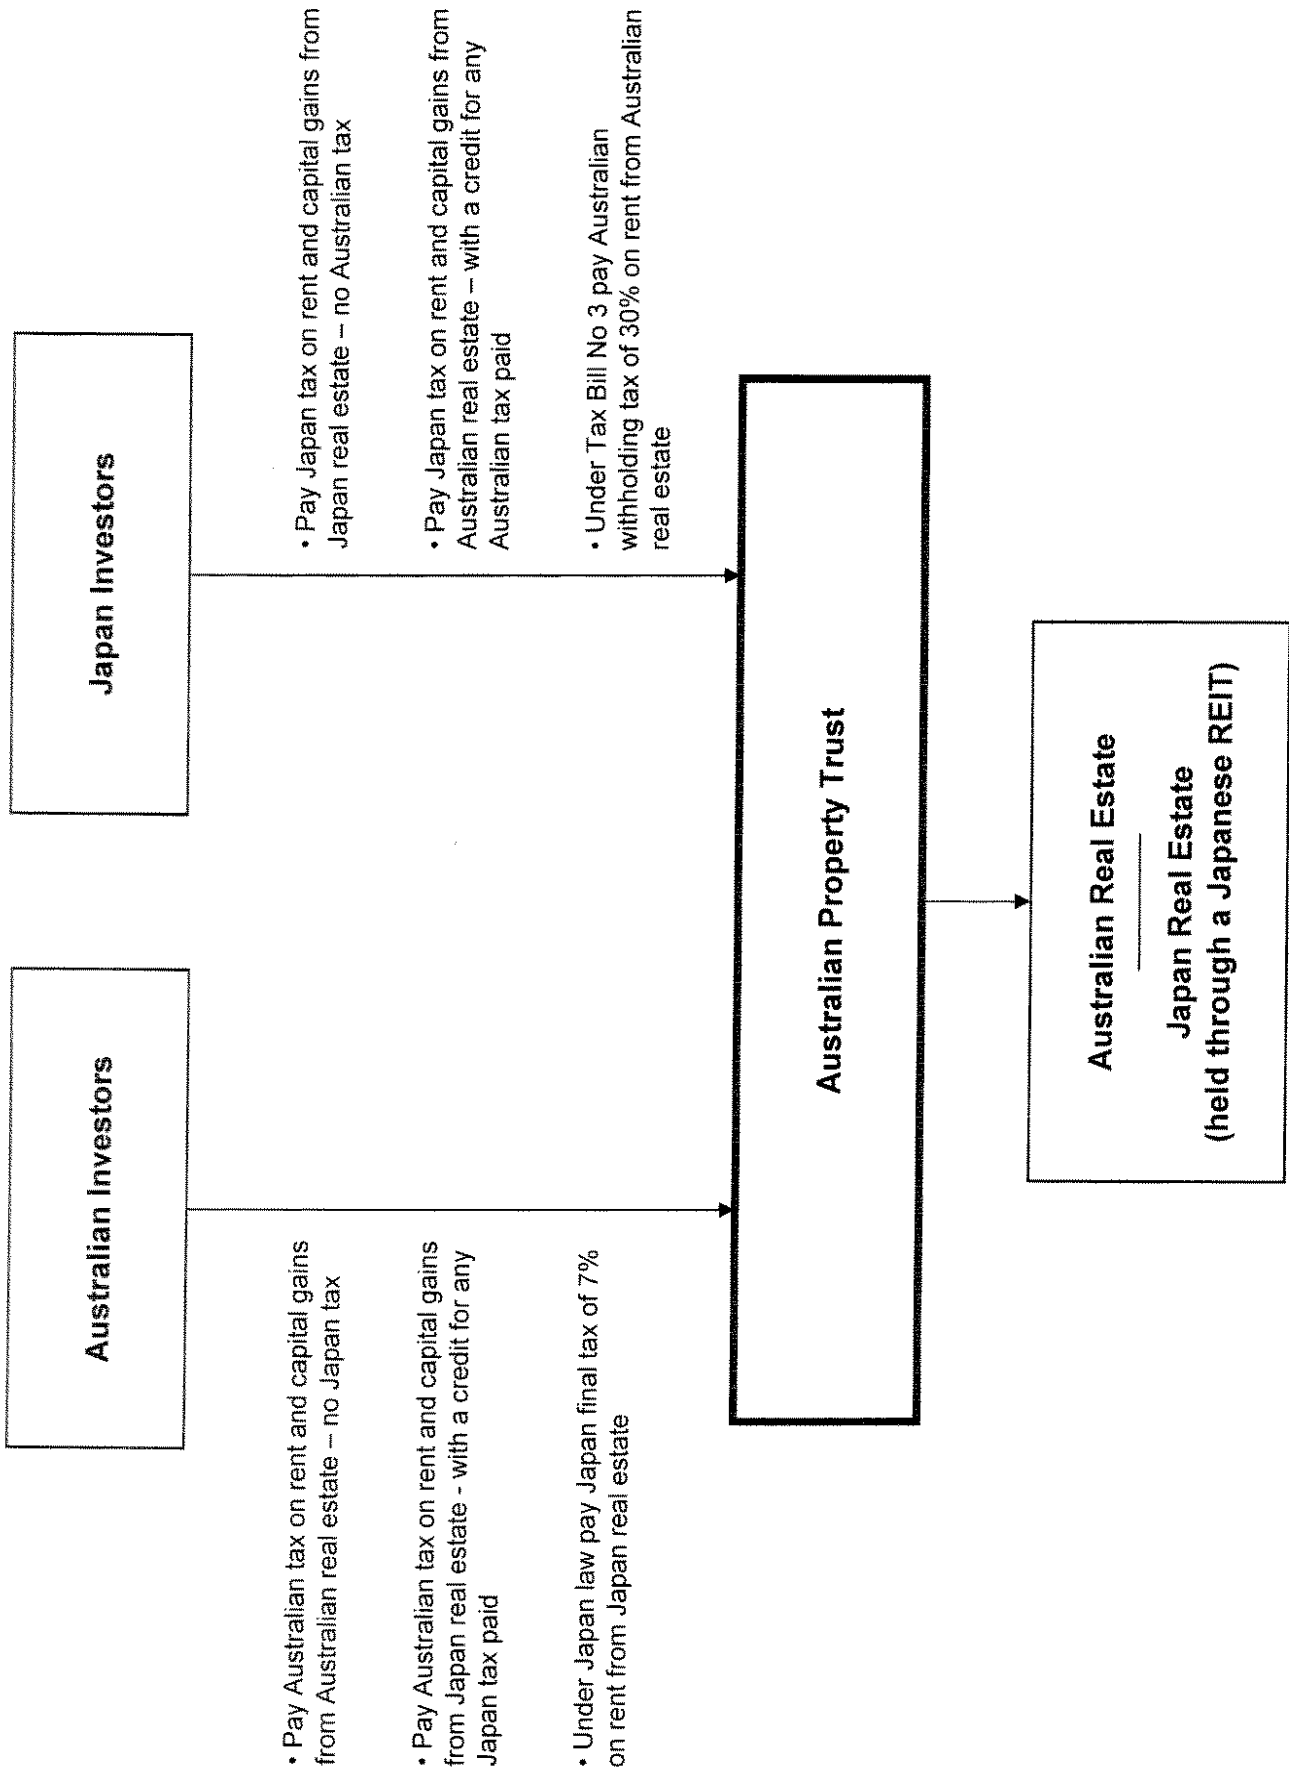 Australian Investors
• Pay Australian tax on rent and capital gains
from Australian real estate – no Japan tax
• Pay Australian tax on rent and capital gains
from Japan real estate - with a credit for any
Japan tax paid
• Under Japan law pay Japan final tax of 7%
on rent from Japan real estate
Japan Investors
• Pay Japan tax on rent and capital gains from
Japan real estate – no Australian tax
• Pay Japan tax on rent and capital gains from
Australian real estate – with a credit for any
Australian tax paid
• Under Tax Bill No 3 pay Australian
withholding tax of 30% on rent from Australian
real estate
Australian Property Trust
Australian Real Estate
Japan Real Estate
(held through a Japanese REIT)